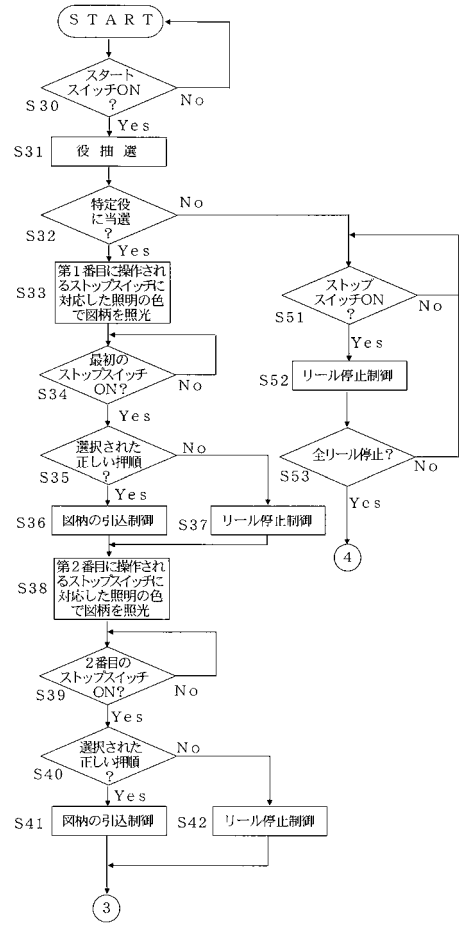 START
スタート
スイッチON
?
S30
No
Yes
S31
役抽選
特定役
に当選
?
S32
No
Yes
S33
第1番目に操作され
るストップスイッチに
対応した照明の色
で図柄を照光
ストップ
スイッチON
?
S51
No
Yes
最初の
ストップスイッチ
ON?
S34
No
Yes
S52
リール停止制御
選択された
正しい押順
?
S35
No
Yes
全リール停止?
S53
No
Yes
S36
図柄の引込制御
S37
リール停止制御
4
S38
第2番目に操作され
るストップスイッチに
対応した照明の色
で図柄を照光
2番目の
ストップスイッチ
ON?
S39
No
Yes
選択された
正しい押順
?
S40
No
Yes
S41
図柄の引込制御
S42
リール停止制御
3